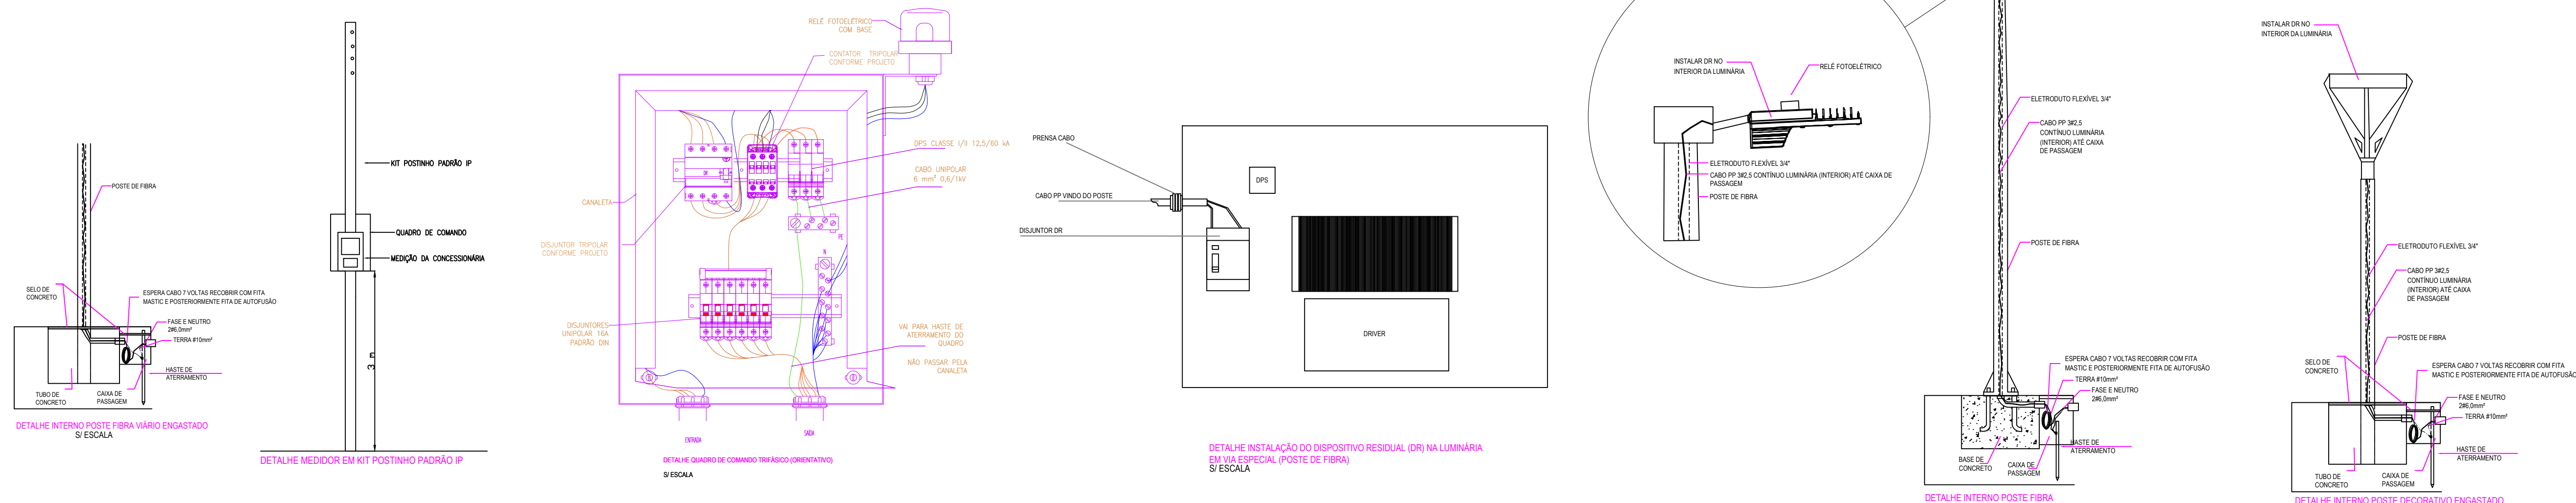 POSTE DE FIBRA
SELO DE
CONCRETO
ESPERA CABO 7 VOLTAS RECOBRIR COM FITA
MASTIC E POSTERIORMENTE FITA DE AUTOFUSÃO
FASE E NEUTRO
2#6,0mm²
TERRA #10mm²
HASTE DE
ATERRAMENTO
TUBO DE
CONCRETO
CAIXA DE
PASSAGEM
DETALHE INTERNO POSTE FIBRA VIÁRIO ENGASTADO
S/ ESCALA
KIT POSTINHO PADRÃO IP
QUADRO DE COMANDO
MEDIÇÃO DA CONCESSIONÁRIA
3 m
DETALHE MEDIDOR EM KIT POSTINHO PADRÃO IP
RELÉ FOTOELÉTRICO
COM BASE
CONTATOR TRIPOLAR
CONFORME PROJETO
DPS CLASSE I/II 12,5/60 kA
CABO UNIPOLAR
6 mm² 0,6/1kV
CANALETA
DR
PE
N
DISJUNTOR TRIPOLAR
CONFORME PROJETO
DISJUNTORES
UNIPOLAR 16A
PADRÃO DIN
VAI PARA HASTE DE
ATERRAMENTO DO
QUADRO
NÃO PASSAR PELA
CANALETA
ENTRADA
SAÍDA
DETALHE QUADRO DE COMANDO TRIFÁSICO (ORIENTATIVO)
S/ ESCALA
PRENSA CABO
CABO PP VINDO DO POSTE
DISJUNTOR DR
DPS
DRIVER
DETALHE INSTALAÇÃO DO DISPOSITIVO RESIDUAL (DR) NA LUMINÁRIA
EM VIA ESPECIAL (POSTE DE FIBRA)
S/ ESCALA
INSTALAR DR NO
INTERIOR DA LUMINÁRIA
RELÉ FOTOELÉTRICO
ELETRODUTO FLEXÍVEL 3/4"
CABO PP 3#2,5 CONTÍNUO LUMINÁRIA (INTERIOR) ATÉ CAIXA DE
PASSAGEM
POSTE DE FIBRA
ELETRODUTO FLEXÍVEL 3/4"
CABO PP 3#2,5
CONTÍNUO LUMINÁRIA
(INTERIOR) ATÉ CAIXA
DE PASSAGEM
POSTE DE FIBRA
ESPERA CABO 7 VOLTAS RECOBRIR COM FITA
MASTIC E POSTERIORMENTE FITA DE AUTOFUSÃO
TERRA #10mm²
FASE E NEUTRO
2#6,0mm²
HASTE DE
ATERRAMENTO
BASE DE
CONCRETO
CAIXA DE
PASSAGEM
DETALHE INTERNO POSTE FIBRA
INSTALAR DR NO
INTERIOR DA LUMINÁRIA
ELETRODUTO FLEXÍVEL 3/4"
CABO PP 3#2,5
CONTÍNUO LUMINÁRIA
(INTERIOR) ATÉ CAIXA
DE PASSAGEM
POSTE DE FIBRA
SELO DE
CONCRETO
ESPERA CABO 7 VOLTAS RECOBRIR COM FITA
MASTIC E POSTERIORMENTE FITA DE AUTOFUSÃO
FASE E NEUTRO
2#6,0mm²
TERRA #10mm²
HASTE DE
ATERRAMENTO
TUBO DE
CONCRETO
CAIXA DE
PASSAGEM
DETALHE INTERNO POSTE DECORATIVO ENGASTADO